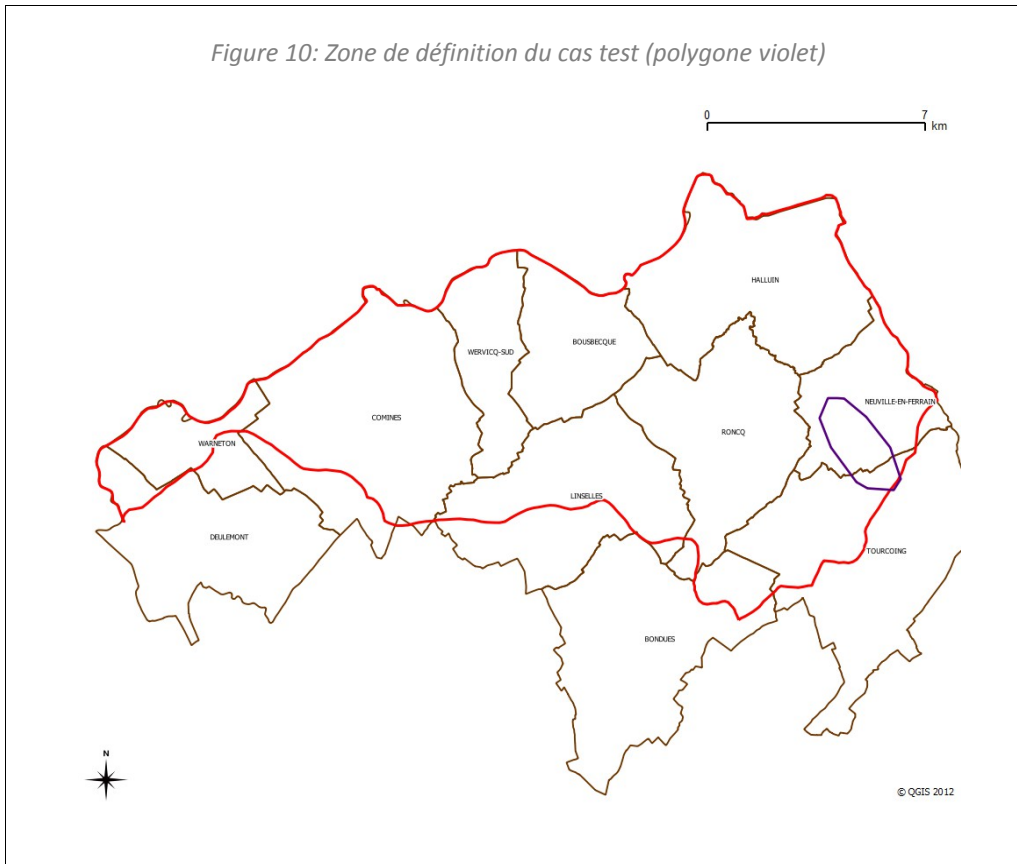 Figure 10: Zone de définition du cas test (polygone violet)
0 7
km
HALLUIN
BOUSBECQUE
WERVICQ-SUD
NEUVILLE-EN-FERRAIN
COMINES
RONCQ
WARNETON
LINSELLES
DEULEMONT
TOURCOING
BONDUES
N
© QGIS 2012